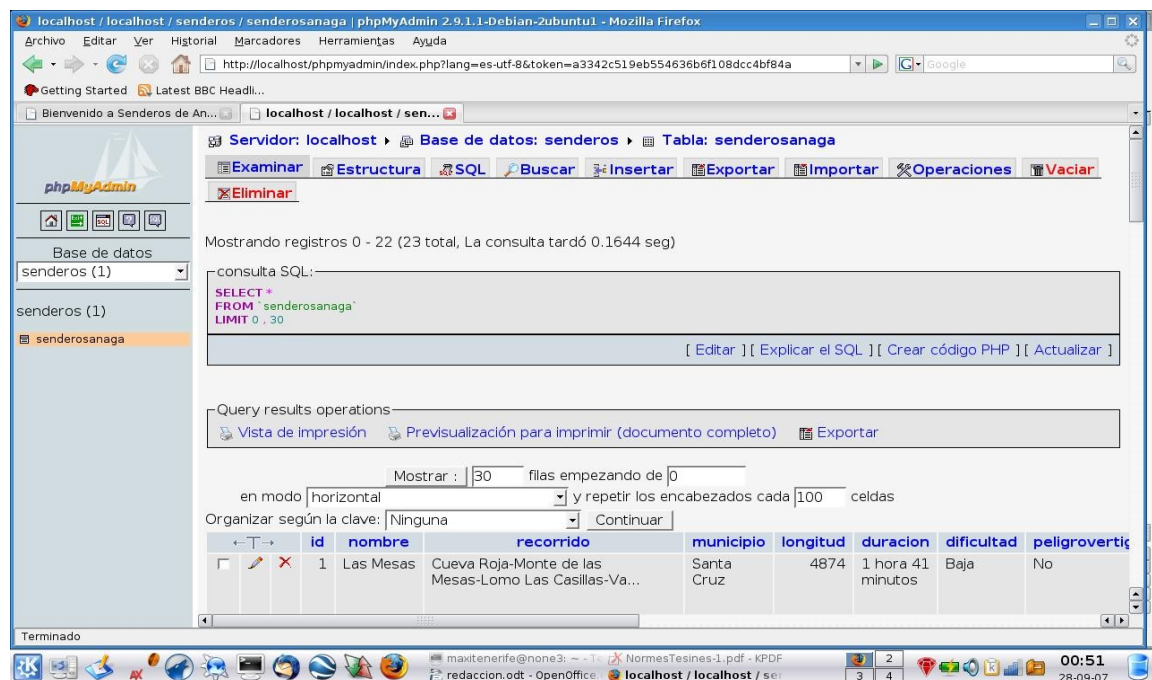 localhost / localhost / senderos / senderosanaga | phpMyAdmin 2.9.1.1-Debian-2ubuntu1 - Mozilla Firefox
Archivo Editar Ver Historial Marcadores Herramientas Ayuda
http://localhost/phpmyadmin/index.php?lang=es-utf-8&token=a3342c519eb554636b6f108dcc4bf84a
G Google
Getting Started Latest BBC Headli...
Bienvenido a Senderos de An... localhost / localhost / sen...
phpMyAdmin
Base de datos
senderos (1)
senderos (1)
senderosanaga
Servidor: localhost Base de datos: senderos Tabla: senderosanaga
Examinar Estructura SQL Buscar Insertar Exportar Importar Operaciones Vaciar
Eliminar
Mostrando registros 0 - 22 (23 total, La consulta tardó 0.1644 seg)
consulta SQL:
SELECT *
FROM `senderosanaga`
LIMIT 0 , 30
[ Editar ] [ Explicar el SQL ] [ Crear código PHP ] [ Actualizar ]
Query results operations
Vista de impresión Previsualización para imprimir (documento completo) Exportar
Mostrar : 30 filas empezando de 0
en modo horizontal y repetir los encabezados cada 100 celdas
Organizar según la clave: Ninguna Continuar
←T→ id nombre recorrido municipio longitud duracion dificultad peligrovertig
1 Las Mesas Cueva Roja-Monte de las Mesas-Lomo Las Casillas-Va... Santa Cruz 4874 1 hora 41 minutos Baja No
Terminado
maxitenerife@none3: ~ - NormesTesines-1.pdf - KPDF
redaccion.odt - OpenOffice. localhost / localhost / se
2
3 4
00:51
28-09-07